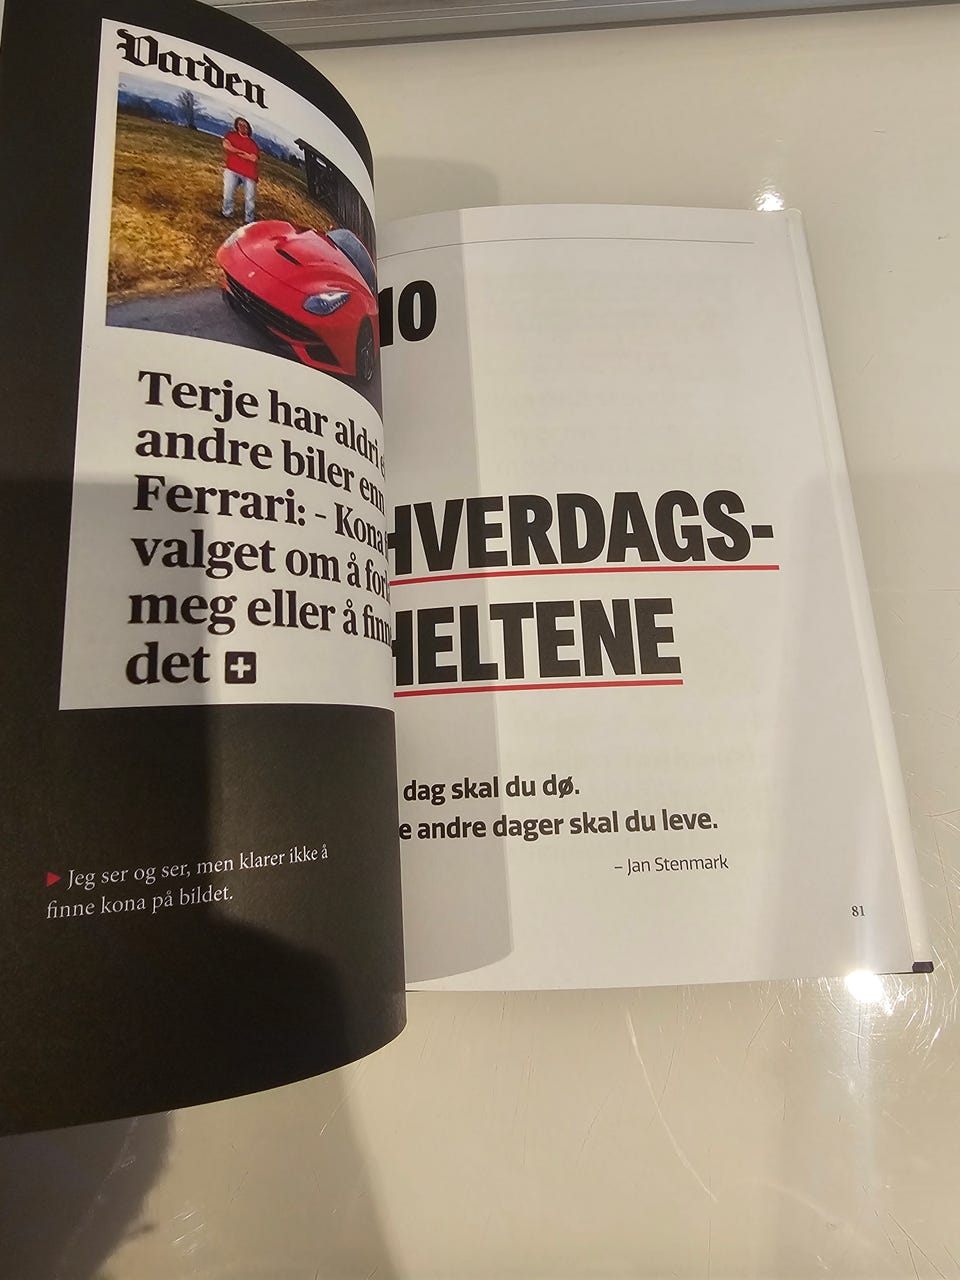 Varden
Terje har aldri
andre biler enn
Ferrari: - Kona
valget om å
meg eller å
det +
▶ Jeg ser og ser, men klarer ikke å
finne kona på bildet.
10
HVERDAGS-
HELTENE
dag skal du dø.
e andre dager skal du leve.
– Jan Stenmark
81